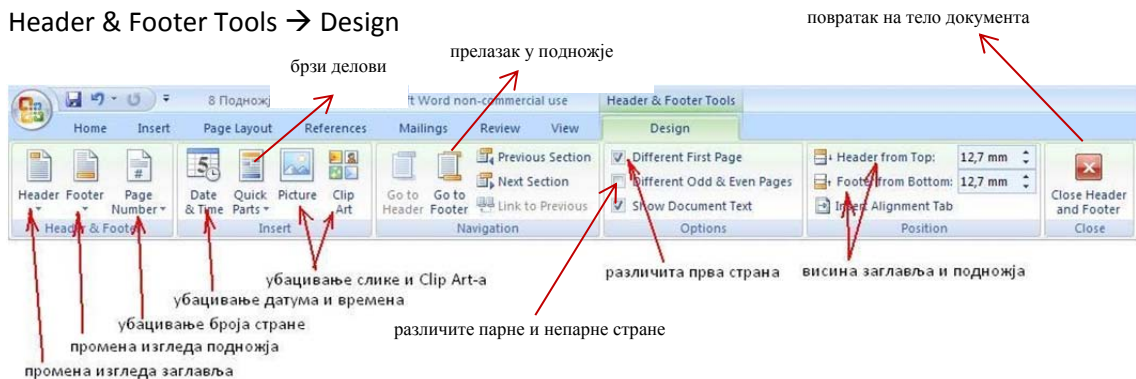 Header & Footer Tools → Design
повратак на тело документа
прелазак у подножје
брзи делови
8 Поднож
ft Word non-commercial use
Header & Footer Tools
Home Insert Page Layout References Mailings Review View Design
Header Footer Page Number
Header & Footer
Date & Time Quick Parts Picture Clip Art
Insert
Go to Header Go to Footer
Previous Section
Next Section
Link to Previous
Navigation
Different First Page
Different Odd & Even Pages
Show Document Text
Options
Header from Top: 12,7 mm
Footer from Bottom: 12,7 mm
Insert Alignment Tab
Position
Close Header and Footer
Close
убацивање слике и Clip Art-а
различита прва страна
висина заглавља и подножја
убацивање датума и времена
убацивање броја стране
различите парне и непарне стране
промена изгледа подножја
промена изгледа заглавља